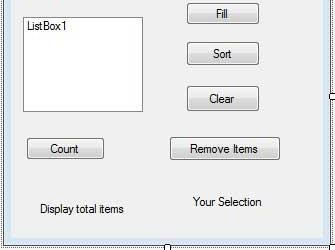 Fill
ListBox1
Sort
Clear
Count
Remove Items
Display total items
Your Selection